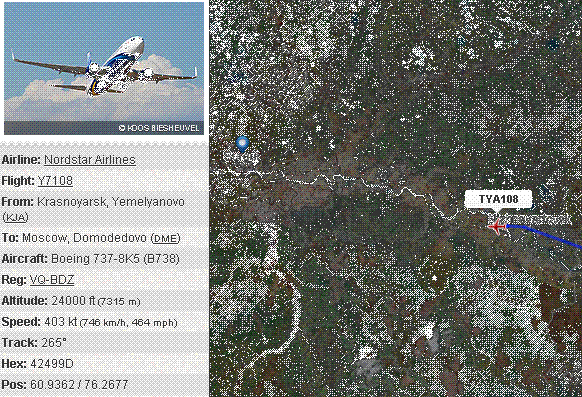 © KOOS BIESHEUVEL
Airline: Nordstar Airlines
Flight: Y7108
From: Krasnoyarsk, Yemelyanovo
(KJA)
To: Moscow, Domodedovo (DME)
Aircraft: Boeing 737-8K5 (B738)
Reg: VQ-BDZ
Altitude: 24000 ft (7315 m)
Speed: 403 kt (746 km/h, 464 mph)
Track: 265°
Hex: 42499D
Pos: 60.9362 / 76.2677
TYA108